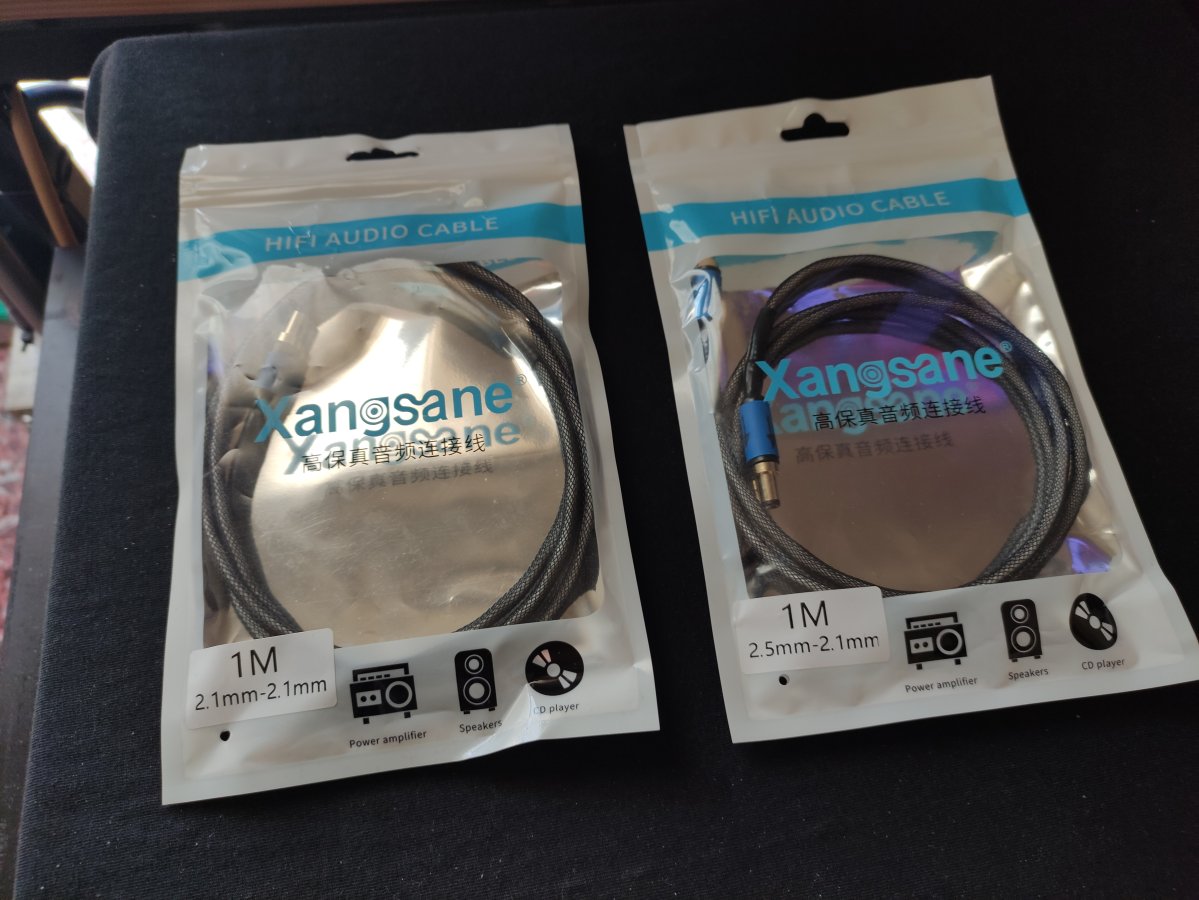 HIFI AUDIO CABLE
Xangsane®
高保真音频连接线
1M
2.1mm-2.1mm
Power amplifier
Speakers
CD player
HIFI AUDIO CABLE
Xangsane®
高保真音频连接线
1M
2.5mm-2.1mm
Power amplifier
Speakers
CD player